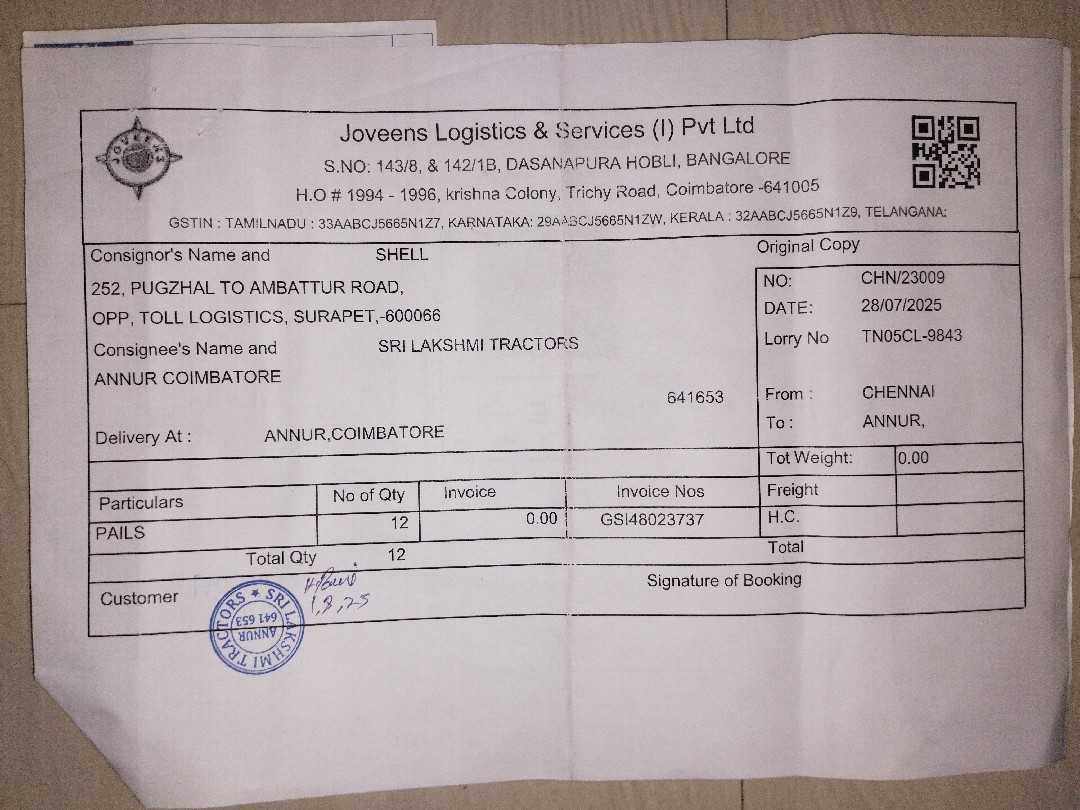 JOVEENS
Joveens Logistics & Services (I) Pvt Ltd
S.NO: 143/8, & 142/1B, DASANAPURA HOBLI, BANGALORE
H.O # 1994 - 1996, krishna Colony, Trichy Road, Coimbatore -641005
GSTIN : TAMILNADU : 33AABCJ5665N1Z7, KARNATAKA: 29AABCJ5665N1ZW, KERALA : 32AABCJ5665N1Z9, TELANGANA:
Consignor's Name and SHELL Original Copy
252, PUGZHAL TO AMBATTUR ROAD, NO: CHN/23009
OPP, TOLL LOGISTICS, SURAPET,-600066 DATE: 28/07/2025
Consignee's Name and SRI LAKSHMI TRACTORS Lorry No TN05CL-9843
ANNUR COIMBATORE
641653 From : CHENNAI
Delivery At : ANNUR,COIMBATORE To : ANNUR,
Tot Weight: 0.00
Particulars No of Qty Invoice Invoice Nos Freight
PAILS 12 0.00 GSI48023737 H.C.
Total Qty 12 Total
Customer Signature of Booking
1,8,25
SRI LAKSHMI TRACTORS ★
ANNUR
641 653